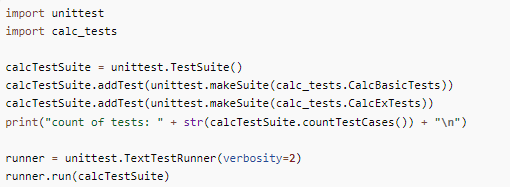 import unittest
import calc_tests

calcTestSuite = unittest.TestSuite()
calcTestSuite.addTest(unittest.makeSuite(calc_tests.CalcBasicTests))
calcTestSuite.addTest(unittest.makeSuite(calc_tests.CalcExTests))
print("count of tests: " + str(calcTestSuite.countTestCases()) + "\n")

runner = unittest.TextTestRunner(verbosity=2)
runner.run(calcTestSuite)